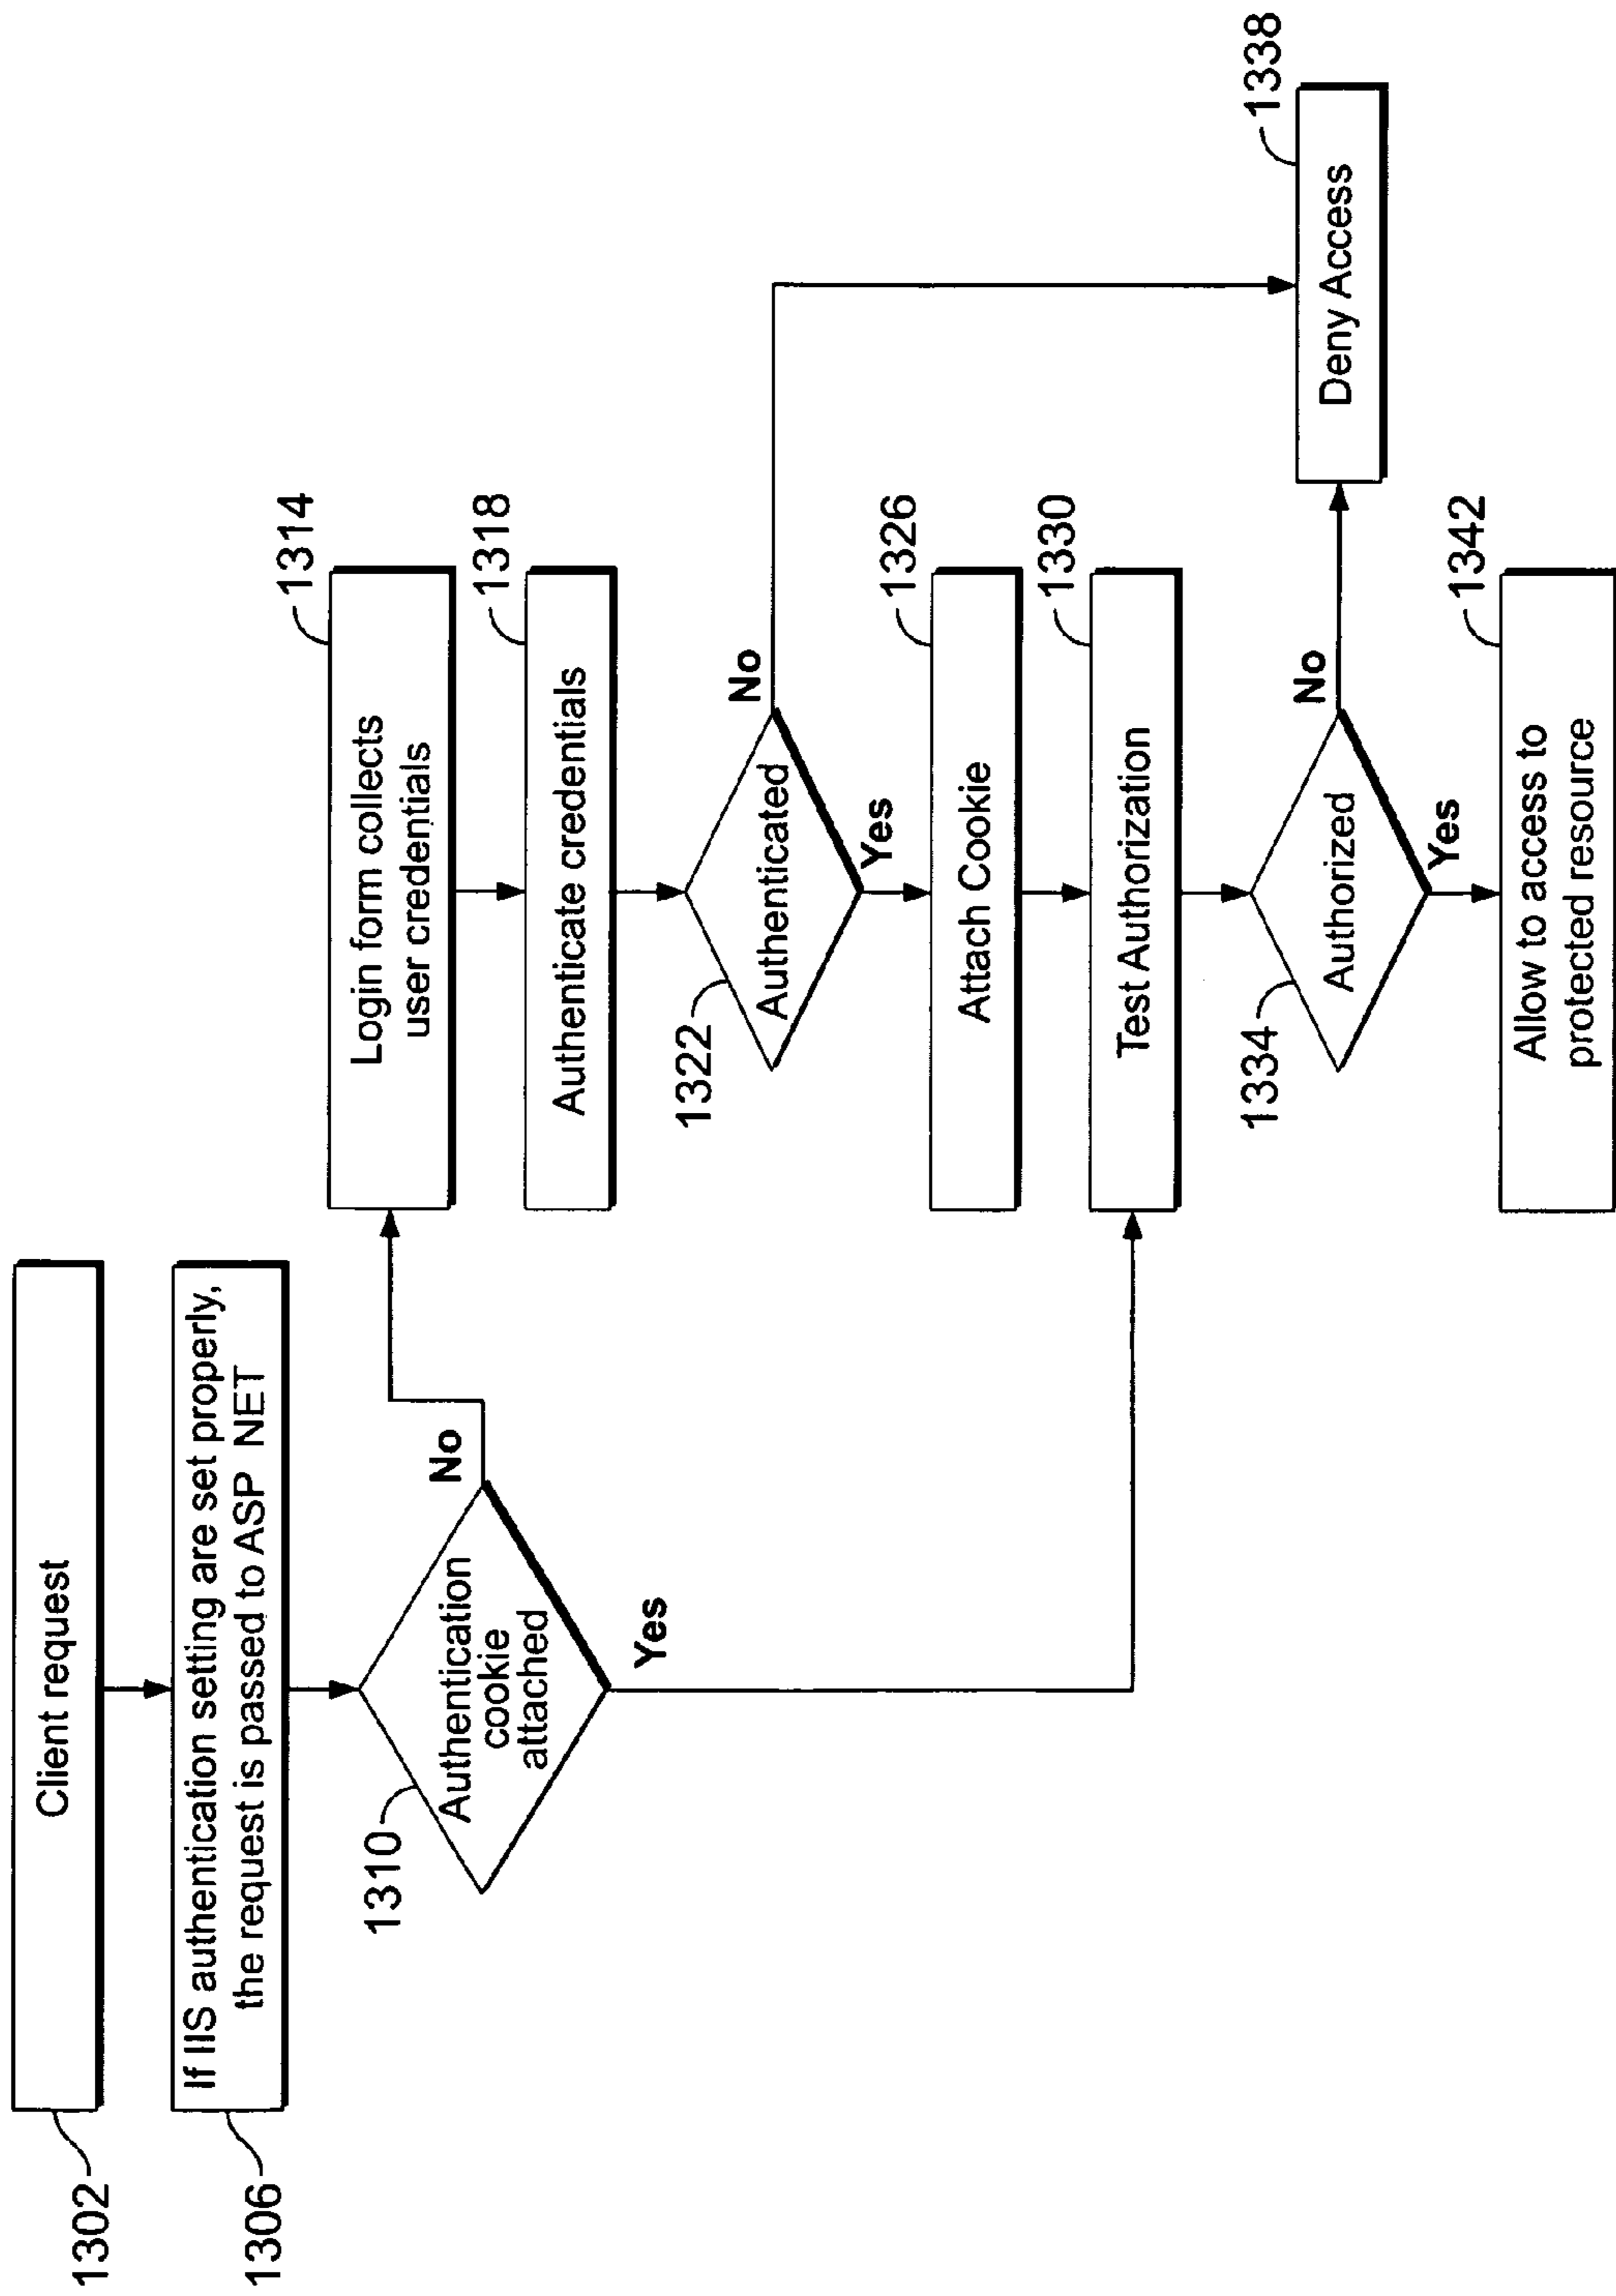 1302
Client request
1306
If IIS authentication setting are set properly,
the request is passed to ASP NET
1310
Authentication
cookie
attached
No
Yes
1314
Login form collects
user credentials
1318
Authenticate credentials
1322
Authenticated
No
Yes
1326
Attach Cookie
1330
Test Authorization
1334
Authorized
No
Yes
1338
Deny Access
1342
Allow to access to
protected resource